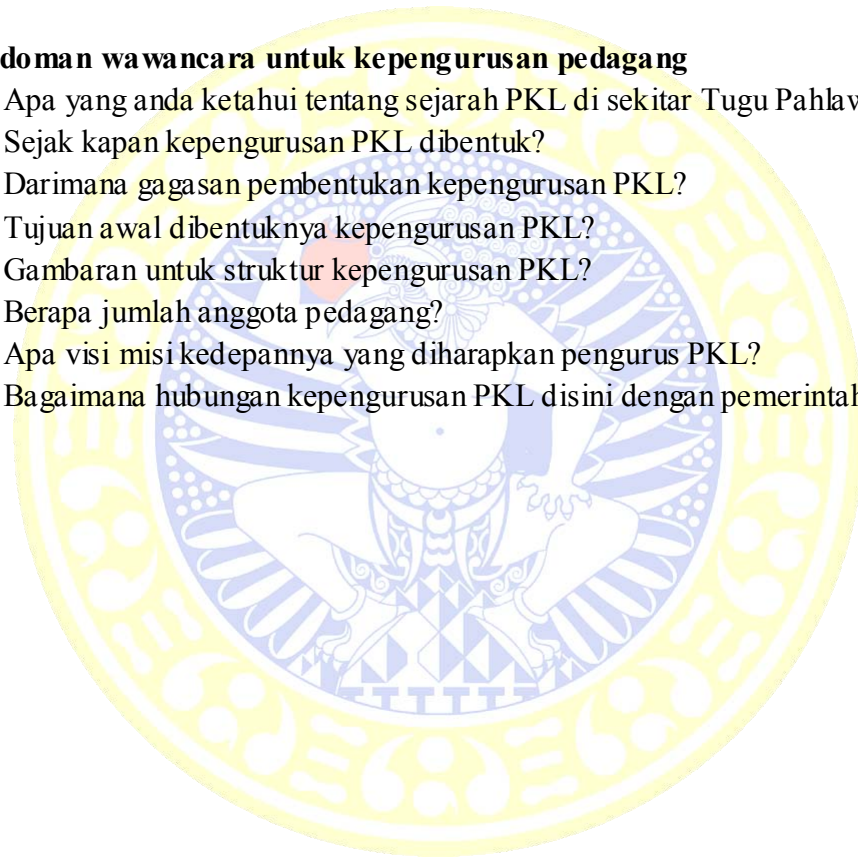 doman wawancara untuk kepengurusan pedagang
Apa yang anda ketahui tentang sejarah PKL di sekitar Tugu Pahlaw
Sejak kapan kepengurusan PKL dibentuk?
Darimana gagasan pembentukan kepengurusan PKL?
Tujuan awal dibentuknya kepengurusan PKL?
Gambaran untuk struktur kepengurusan PKL?
Berapa jumlah anggota pedagang?
Apa visi misi kedepannya yang diharapkan pengurus PKL?
Bagaimana hubungan kepengurusan PKL disini dengan pemerintah